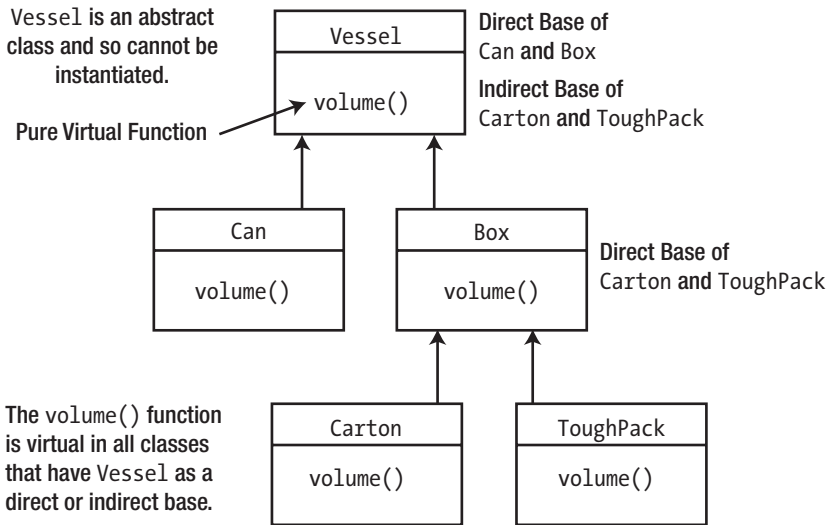 Vessel is an abstract
class and so cannot be
instantiated.
Pure Virtual Function
Vessel
volume()
Direct Base of
Can and Box
Indirect Base of
Carton and ToughPack
Can
volume()
Box
volume()
Direct Base of
Carton and ToughPack
The volume() function
is virtual in all classes
that have Vessel as a
direct or indirect base.
Carton
volume()
ToughPack
volume()